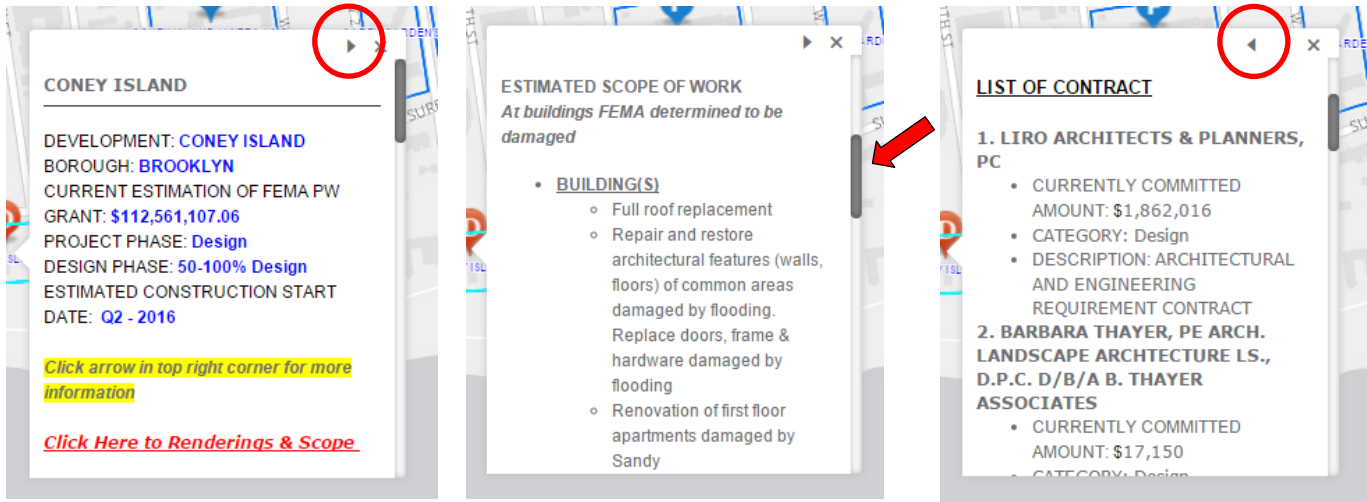 CONEY ISLAND
DEVELOPMENT: CONEY ISLAND
BOROUGH: BROOKLYN
CURRENT ESTIMATION OF FEMA PW
GRANT: $112,561,107.06
PROJECT PHASE: Design
DESIGN PHASE: 50-100% Design
ESTIMATED CONSTRUCTION START
DATE: Q2 - 2016
Click arrow in top right corner for more
information
Click Here to Renderings & Scope
ESTIMATED SCOPE OF WORK
At buildings FEMA determined to be
damaged
• BUILDING(S)
◦ Full roof replacement
◦ Repair and restore
architectural features (walls,
floors) of common areas
damaged by flooding.
Replace doors, frame &
hardware damaged by
flooding
◦ Renovation of first floor
apartments damaged by
Sandy
LIST OF CONTRACT
1. LIRO ARCHITECTS & PLANNERS,
PC
• CURRENTLY COMMITTED
AMOUNT: $1,862,016
• CATEGORY: Design
• DESCRIPTION: ARCHITECTURAL
AND ENGINEERING
REQUIREMENT CONTRACT
2. BARBARA THAYER, PE ARCH.
LANDSCAPE ARCHTECTURE LS.,
D.P.C. D/B/A B. THAYER
ASSOCIATES
• CURRENTLY COMMITTED
AMOUNT: $17,150
• CATEGORY: Design